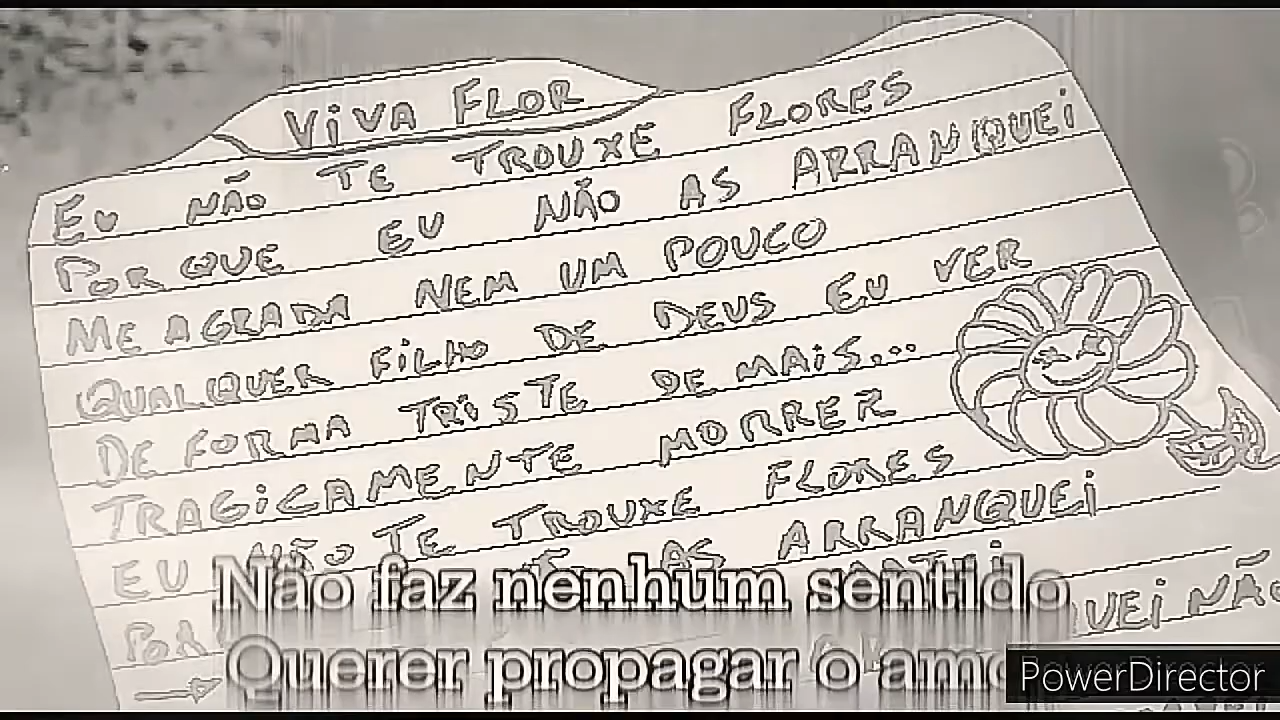 ViVA FLOR
EU NÃO TE TROUXE FLORES
PORQUE EU NÃO AS ARRANQUEi
ME AGRADA NEM UM POUCO
QUALQUER FiLHO DE DEUS EU VER
DE FORMA TRiSTE DE MAiS...
TRAGiCAMENTE MORRER
EU NÃO TE TROUXE FLORES
AS ARRANQUEi
NÃO
Não faz nenhum sentido
Querer propagar o
PowerDirector